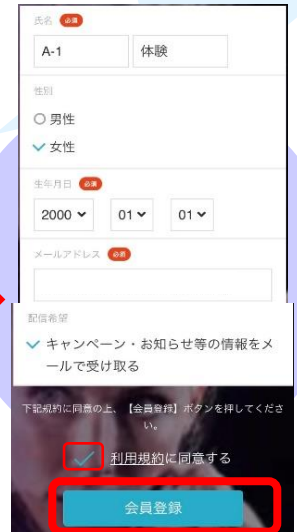 氏名 必須
A-1 体験
性別
男性
女性
生年月日 必須
2000 01 01
メールアドレス 必須
配信希望
キャンペーン・お知らせ等の情報をメ
ールで受け取る
下記規約に同意の上、【会員登録】ボタンを押してくださ
い。
利用規約に同意する
会員登録